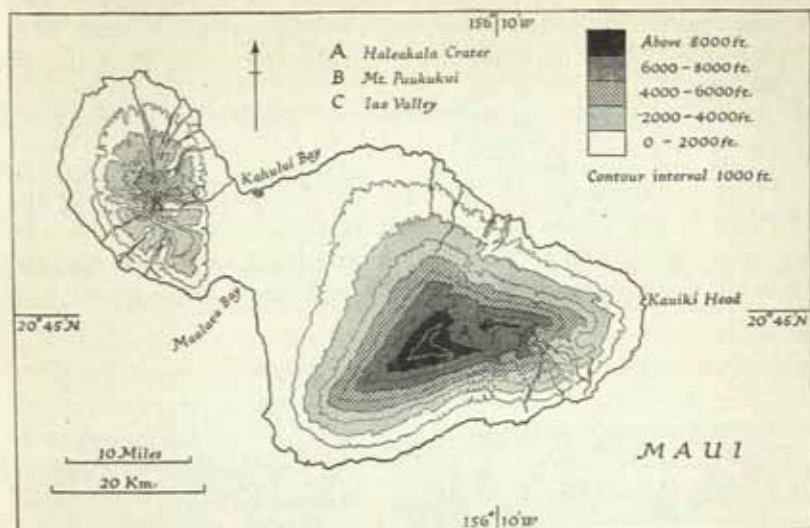 156° 10'W
A Haleakala Crater
B Mt. Puukukui
C Iao Valley
Above 8000 ft.
6000 - 8000 ft.
4000 - 6000 ft.
2000 - 4000 ft.
0 - 2000 ft.
Contour interval 1000 ft.
Kahului Bay
Kauiki Head
20° 45'N
20° 45'N
Maalaea Bay
10 Miles
20 Km.
MAUI
156° 10'W